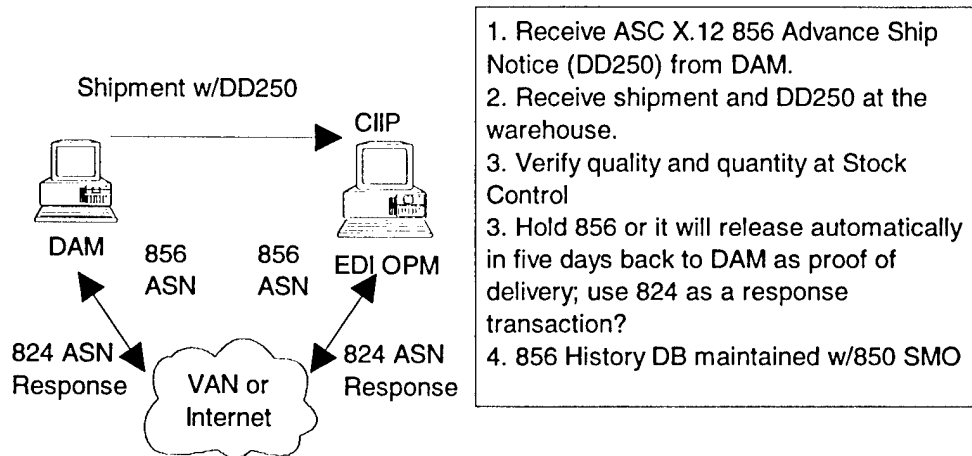 Shipment w/DD250
CIIP
DAM
EDI OPM
856
ASN
856
ASN
824 ASN
Response
824 ASN
Response
VAN or
Internet
1. Receive ASC X.12 856 Advance Ship
Notice (DD250) from DAM.
2. Receive shipment and DD250 at the
warehouse.
3. Verify quality and quantity at Stock
Control
3. Hold 856 or it will release automatically
in five days back to DAM as proof of
delivery; use 824 as a response
transaction?
4. 856 History DB maintained w/850 SMO